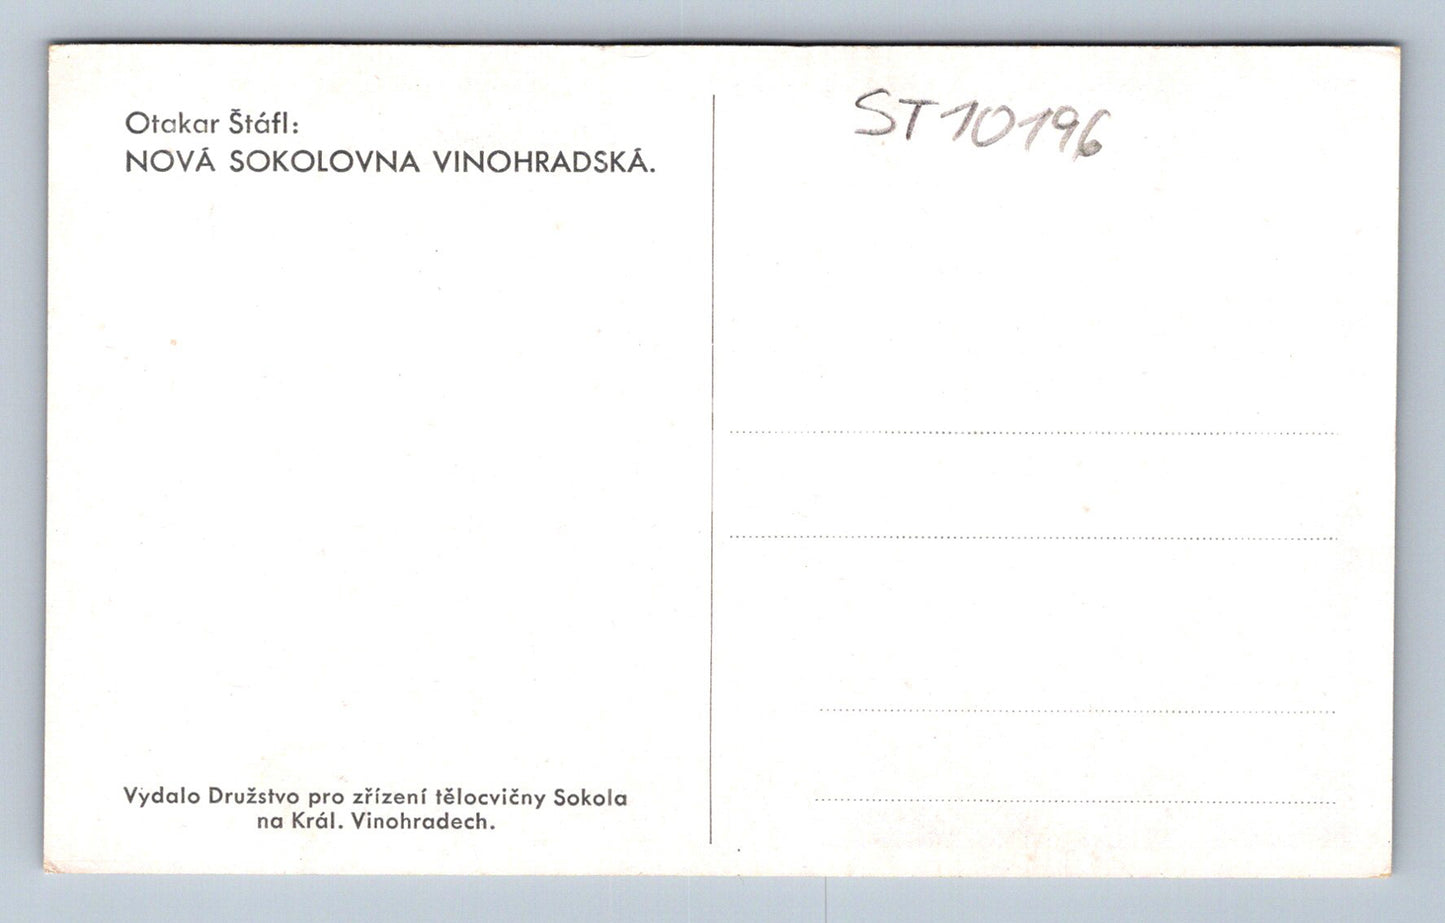 Otakar Štáfl:
NOVÁ SOKOLOVNA VINOHRADSKÁ.
ST10196
Vydalo Družstvo pro zřízení tělocvičny Sokola
na Král. Vinohradech.